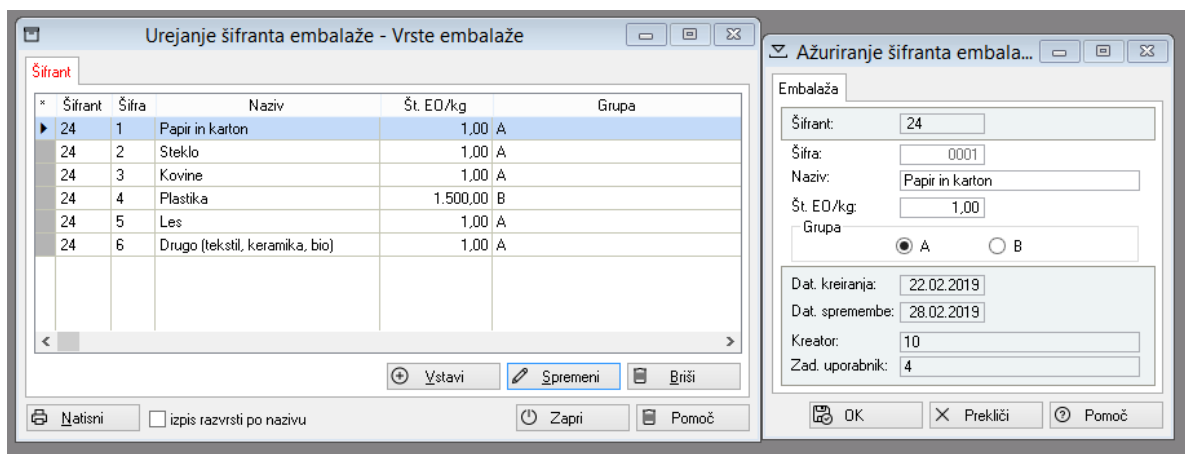 Urejanje šifranta embalaže - Vrste embalaže
Šifrant
* Šifrant Šifra Naziv Št. EO/kg Grupa
24 1 Papir in karton 1,00 A
24 2 Steklo 1,00 A
24 3 Kovine 1,00 A
24 4 Plastika 1.500,00 B
24 5 Les 1,00 A
24 6 Drugo (tekstil, keramika, bio) 1,00 A
Vstavi Spremeni Briši
Natisni izpis razvrsti po nazivu Zapri Pomoč
Ažuriranje šifranta embala...
Embalaža
Šifrant: 24
Šifra: 0001
Naziv: Papir in karton
Št. EO/kg: 1,00
Grupa
A B
Dat. kreiranja: 22.02.2019
Dat. spremembe: 28.02.2019
Kreator: 10
Zad. uporabnik: 4
OK Prekliči Pomoč